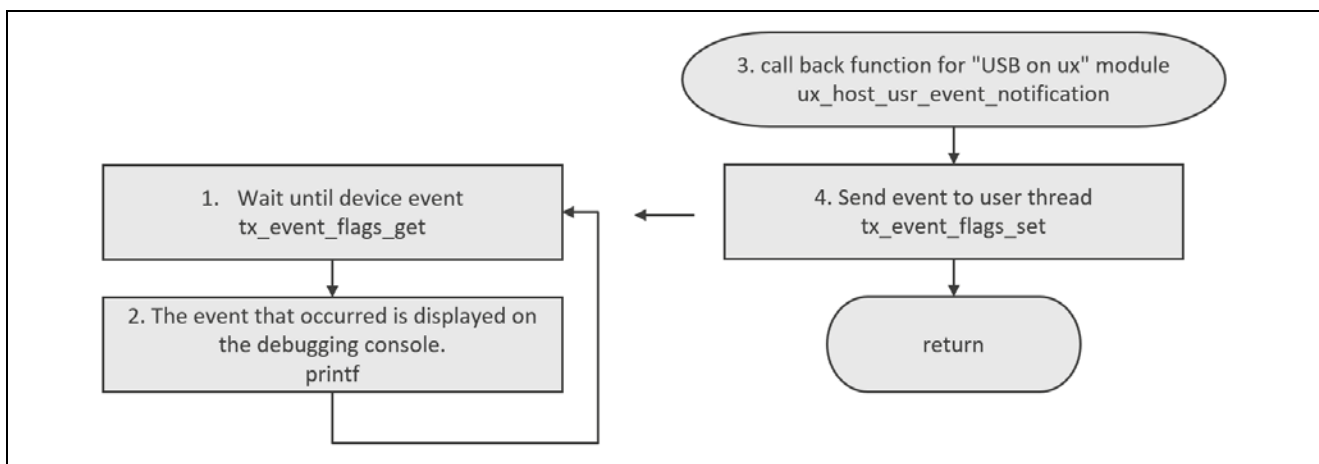 3. call back function for "USB on ux" module
ux_host_usr_event_notification
1. Wait until device event
tx_event_flags_get
4. Send event to user thread
tx_event_flags_set
2. The event that occurred is displayed on
the debugging console.
printf
return